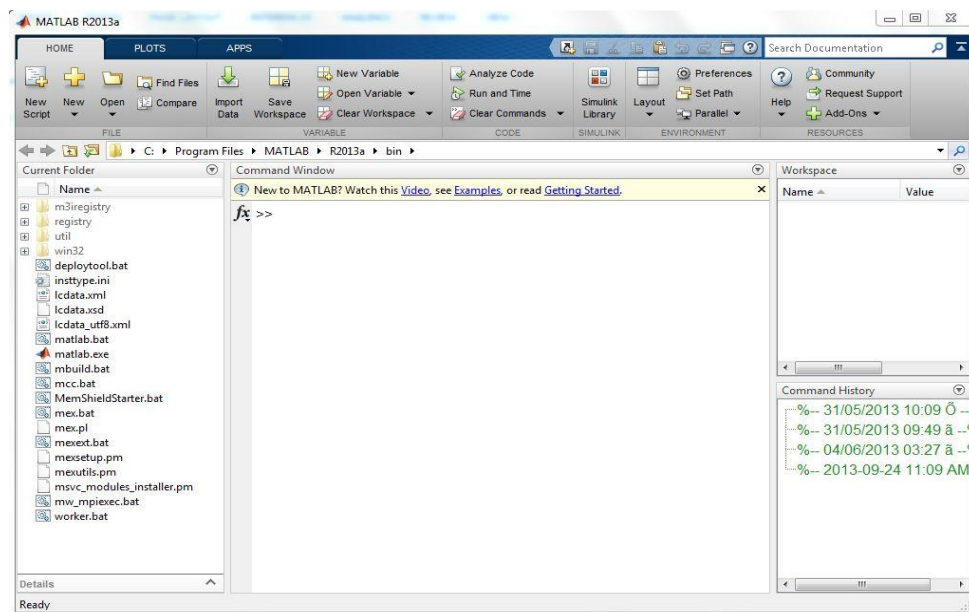 MATLAB R2013a
HOME PLOTS APPS Search Documentation
New Script
New
Open
Find Files
Compare
FILE
Import Data
Save Workspace
New Variable
Open Variable
Clear Workspace
VARIABLE
Analyze Code
Run and Time
Clear Commands
CODE
Simulink Library
SIMULINK
Layout
Preferences
Set Path
Parallel
ENVIRONMENT
Help
Community
Request Support
Add-Ons
RESOURCES
C: Program Files MATLAB R2013a bin
Current Folder
Name
m3iregistry
registry
util
win32
deploytool.bat
insttype.ini
lcdata.xml
lcdata.xsd
lcdata_utf8.xml
matlab.bat
matlab.exe
mbuild.bat
mcc.bat
MemShieldStarter.bat
mex.bat
mex.pl
mexext.bat
mexsetup.pm
mexutils.pm
msvc_modules_installer.pm
mw_mpiexec.bat
worker.bat
Details
Command Window
New to MATLAB? Watch this Video, see Examples, or read Getting Started.
fx >>
Workspace
Name Value
Command History
%-- 31/05/2013 10:09 Õ --
%-- 31/05/2013 09:49 ã --%
%-- 04/06/2013 03:27 ã --%
%-- 2013-09-24 11:09 AM
Ready